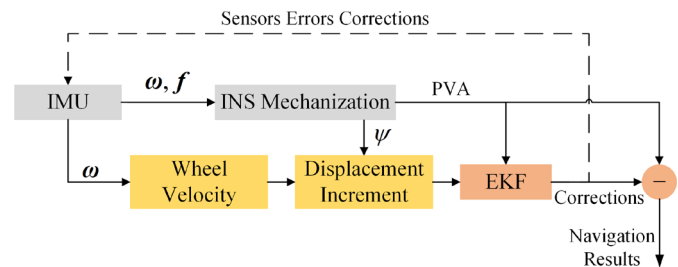 Sensors Errors Corrections
ω, f
PVA
IMU
INS Mechanization
ψ
ω
Wheel
Velocity
Displacement
Increment
EKF
−
Corrections
Navigation
Results